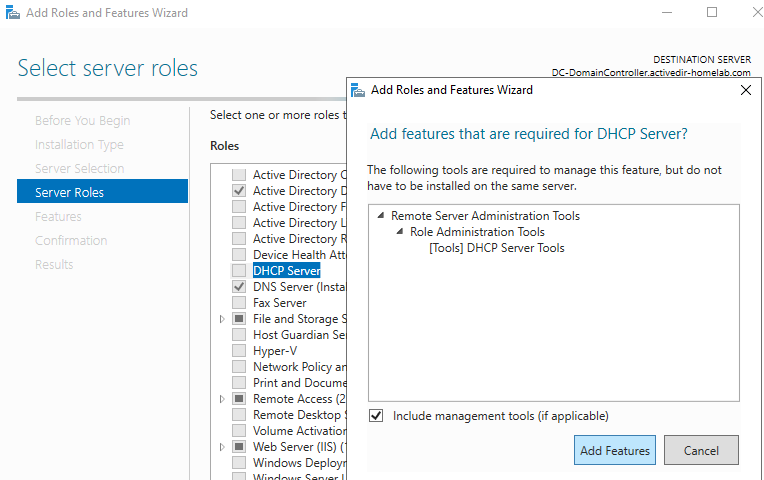 Add Roles and Features Wizard
Select server roles
DESTINATION SERVER
DC-DomainController.activedir-homelab.com
Before You Begin
Installation Type
Server Selection
Server Roles
Features
Confirmation
Results
Select one or more roles t
Roles
Active Directory C
Active Directory D
Active Directory F
Active Directory L
Active Directory R
Device Health Att
DHCP Server
DNS Server (Insta
Fax Server
File and Storage S
Host Guardian Ser
Hyper-V
Network Policy an
Print and Docume
Remote Access (2
Remote Desktop S
Volume Activation
Web Server (IIS) (1
Windows Deploym
Windows Server U
Add Roles and Features Wizard
Add features that are required for DHCP Server?
The following tools are required to manage this feature, but do not
have to be installed on the same server.
Remote Server Administration Tools
Role Administration Tools
[Tools] DHCP Server Tools
Include management tools (if applicable)
Add Features
Cancel